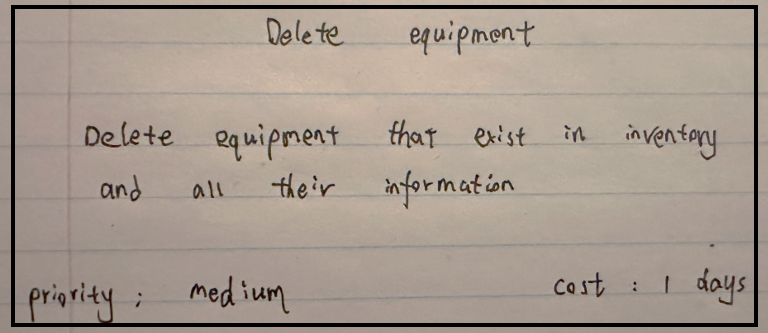 Delete equipment
Delete equipment that exist in inventory
and all their information
priority ; medium
cost : 1 days